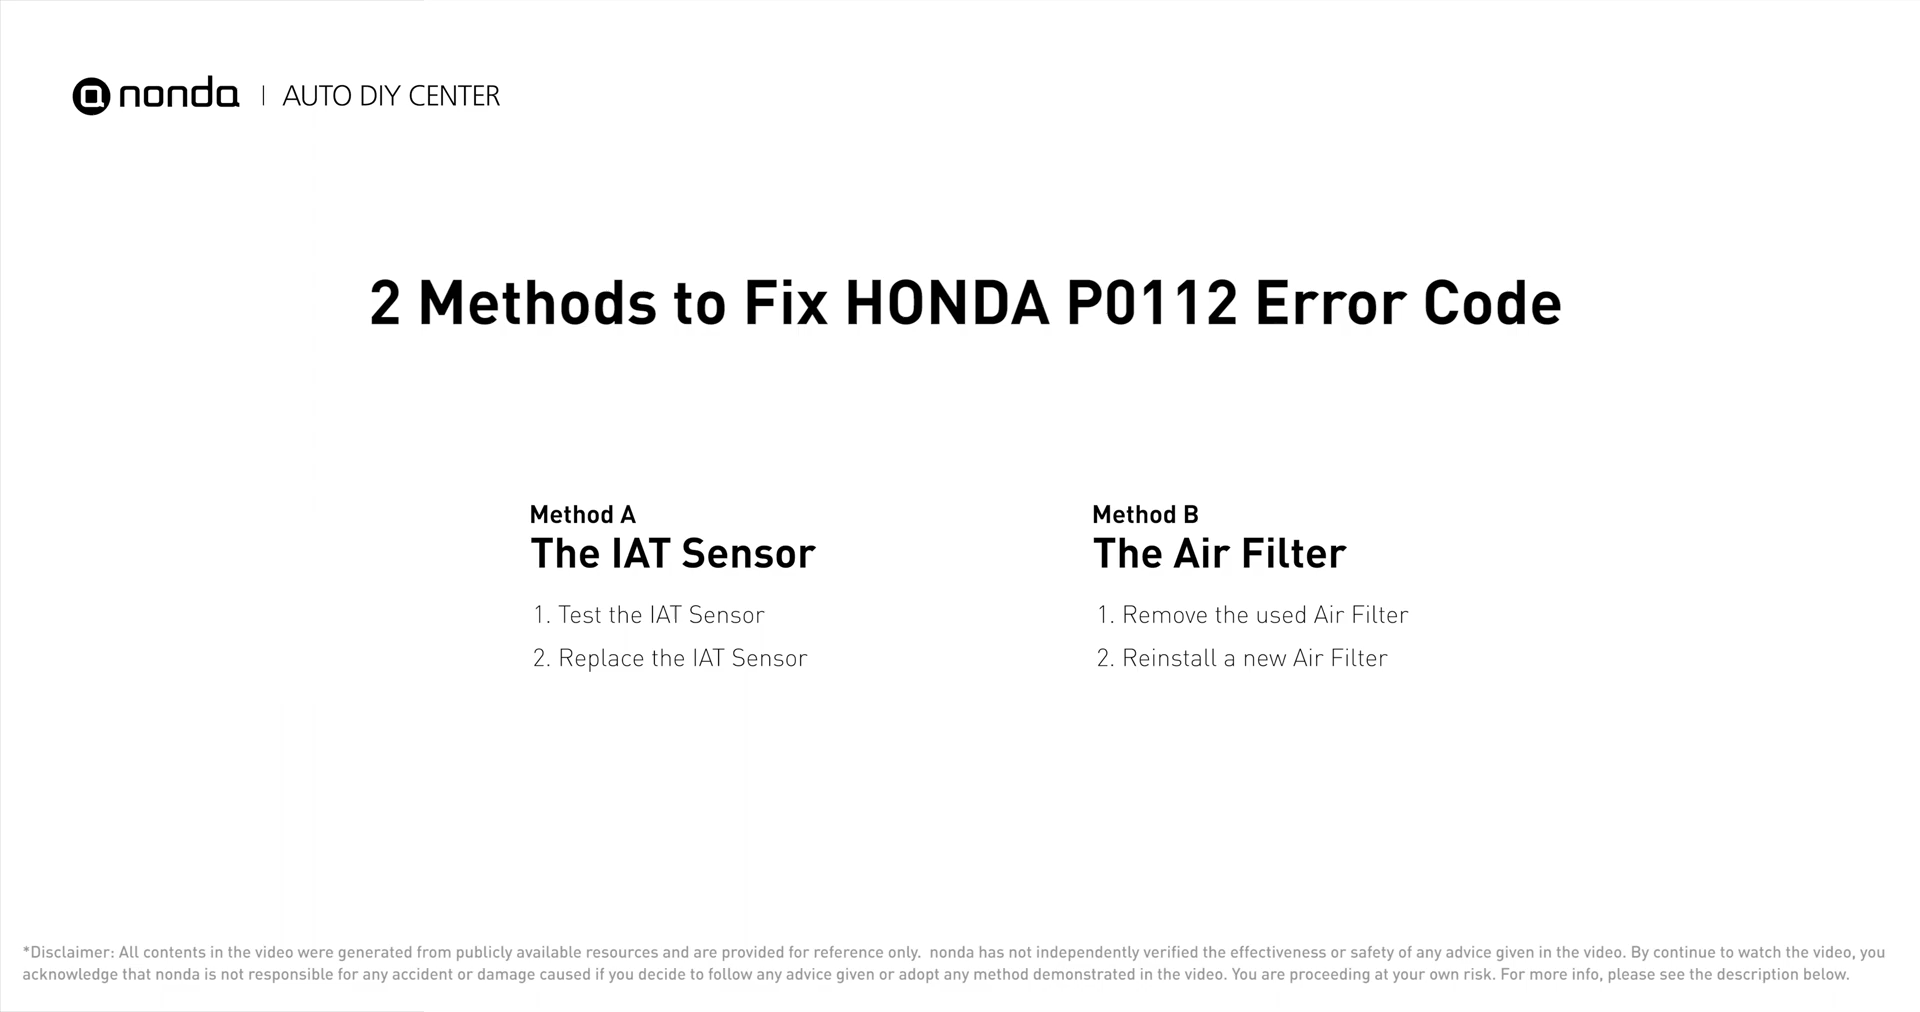 nonda | AUTO DIY CENTER
2 Methods to Fix HONDA P0112 Error Code
Method A
The IAT Sensor
1. Test the IAT Sensor
2. Replace the IAT Sensor
Method B
The Air Filter
1. Remove the used Air Filter
2. Reinstall a new Air Filter
*Disclaimer: All contents in the video were generated from publicly available resources and are provided for reference only. nonda has not independently verified the effectiveness or safety of any advice given in the video. By continue to watch the video, you
acknowledge that nonda is not responsible for any accident or damage caused if you decide to follow any advice given or adopt any method demonstrated in the video. You are proceeding at your own risk. For more info, please see the description below.